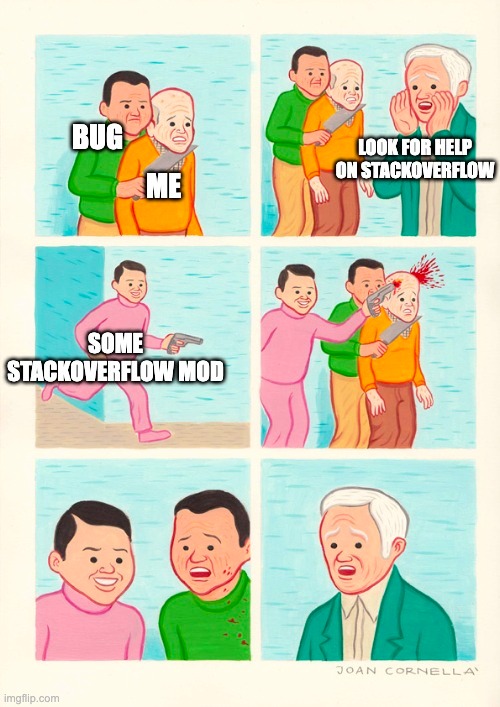 BUG
ME
LOOK FOR HELP
ON STACKOVERFLOW
SOME
STACKOVERFLOW MOD
JOAN CORNELLA'
imgflip.com